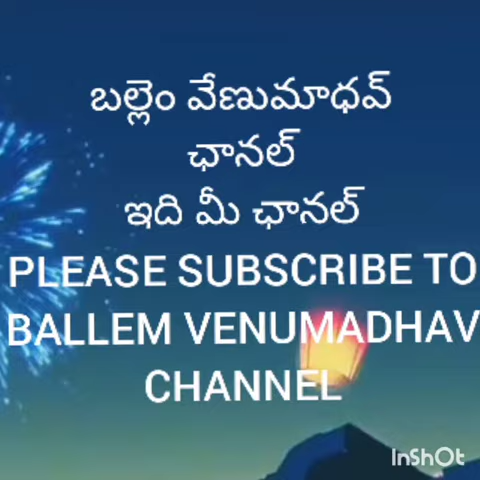 బల్లెం వేణుమాధవ్
ఛానల్
ఇది మీ ఛానల్
PLEASE SUBSCRIBE TO
BALLEM VENUMADHAV
CHANNEL
InShOt